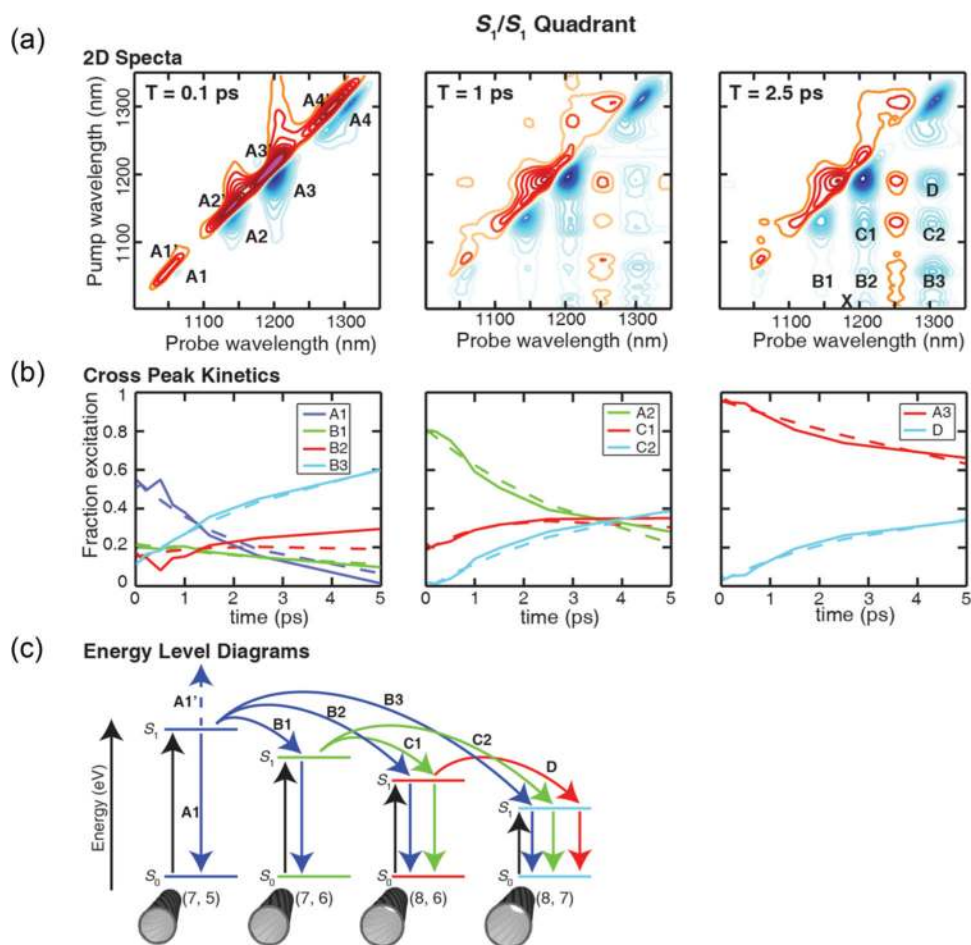 S₁/S₁ Quadrant
(a)
2D Specta
T = 0.1 ps
A4'
A4
A3'
A3
A2'
A2
A1'
A1
T = 1 ps
T = 2.5 ps
D
C1 C2
B1 B2 B3
X
Pump wavelength (nm)
1300
1200
1100
1100 1200 1300
1100 1200 1300
1100 1200 1300
Probe wavelength (nm)
Probe wavelength (nm)
Probe wavelength (nm)
(b)
Cross Peak Kinetics
Fraction excitation
1
0.8
0.6
0.4
0.2
0
A1
B1
B2
B3
A2
C1
C2
A3
D
0 1 2 3 4 5
0 1 2 3 4 5
0 1 2 3 4 5
time (ps)
time (ps)
time (ps)
(c)
Energy Level Diagrams
Energy (eV)
A1'
B3
B2
B1
C2
C1
D
A1
S₁
S₁
S₁
S₁
S₀
S₀
S₀
S₀
(7, 5)
(7, 6)
(8, 6)
(8, 7)